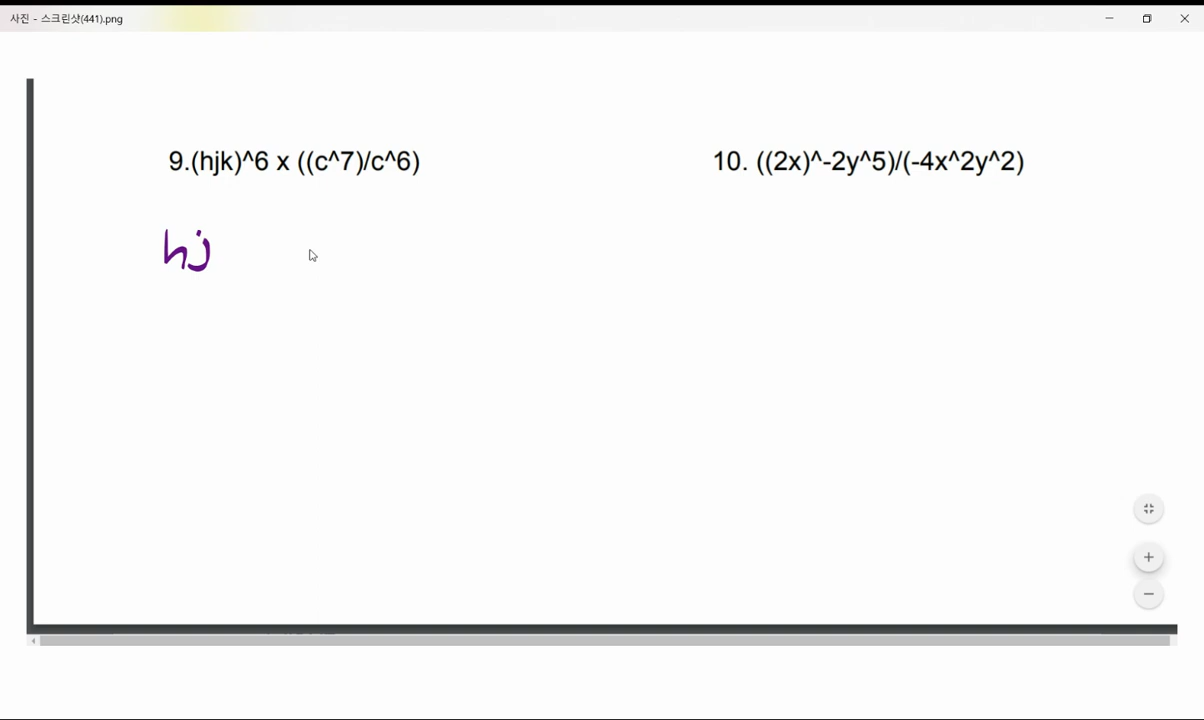 사진 - 스크린샷(441).png
9.(hjk)^6 x ((c^7)/c^6)
10. ((2x)^-2y^5)/(-4x^2y^2)
hj